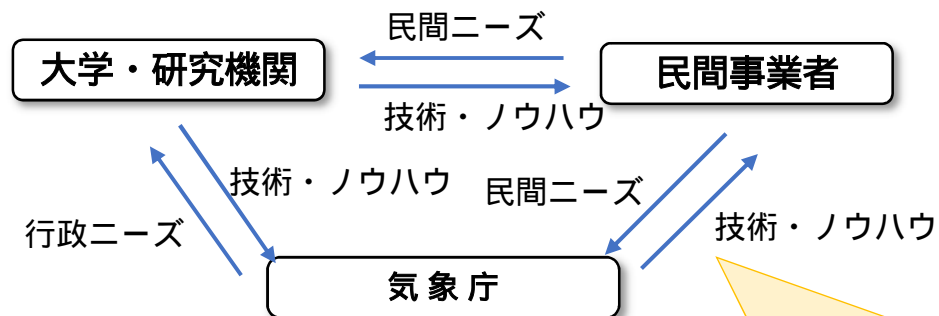 民間ニーズ
大学・研究機関
民間事業者
技術・ノウハウ
技術・ノウハウ
民間ニーズ
行政ニーズ
技術・ノウハウ
気象庁